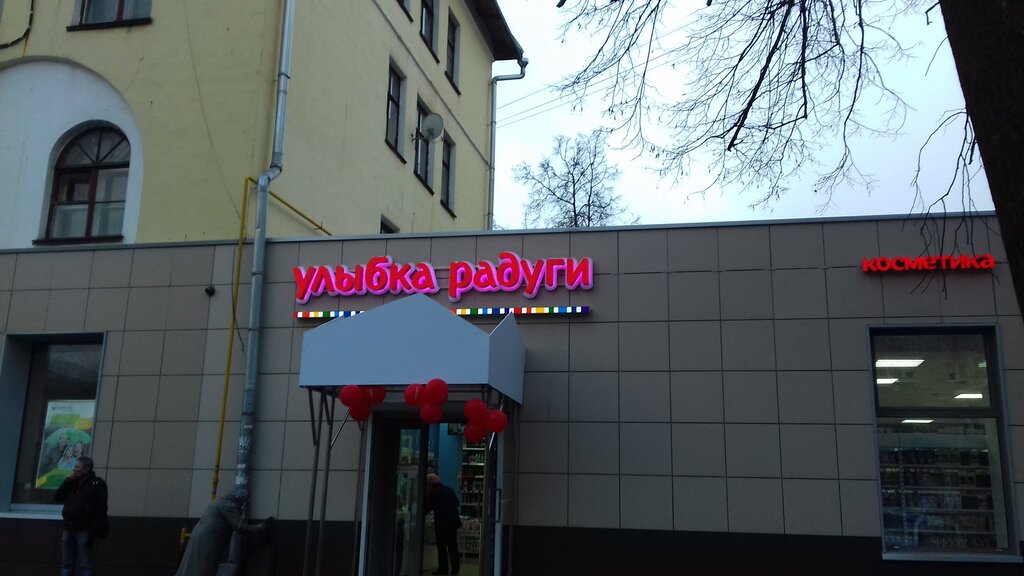 улыбка радуги
косметика